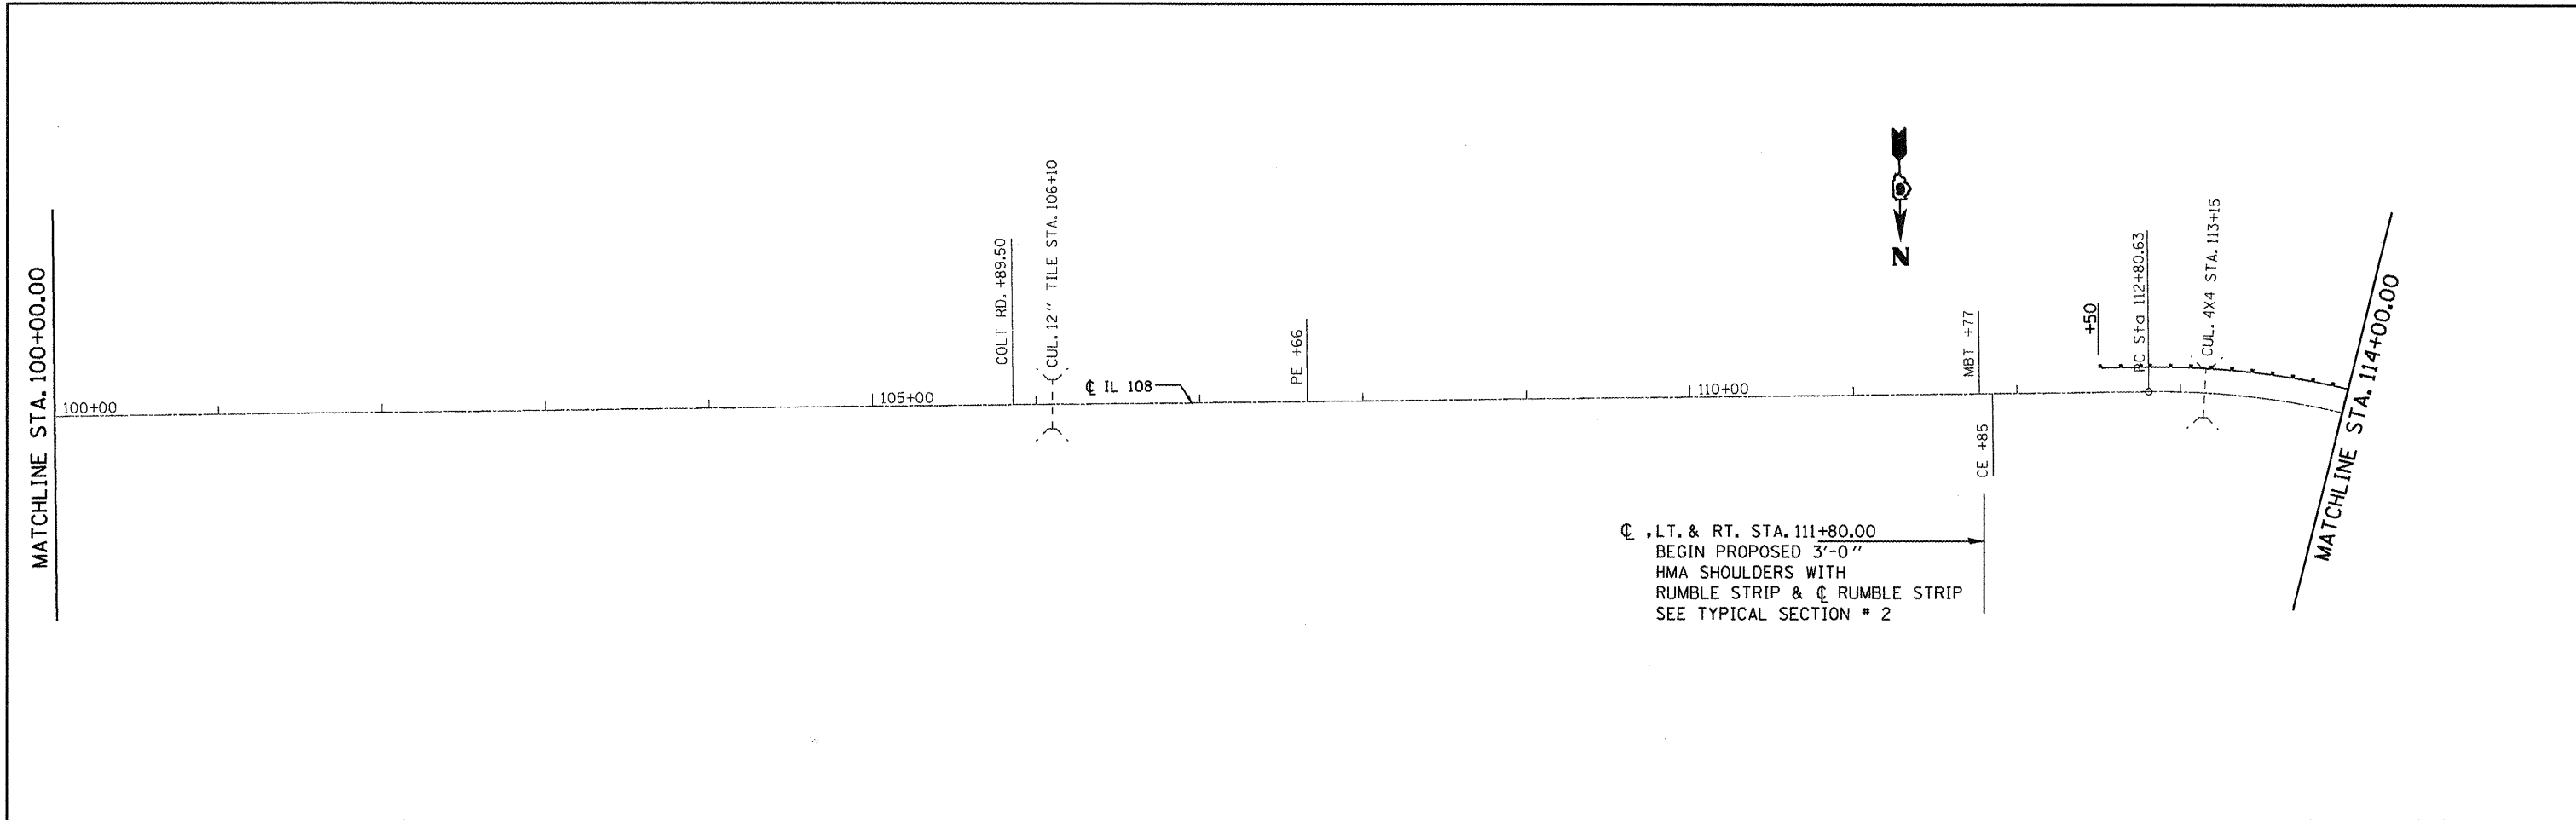 MATCHLINE STA. 100+00.00
100+00
105+00
COLT RD. +89.50
CUL. 12" TILE STA. 106+10
℄ IL 108
PE +66
110+00
N
MBT +77
CE +85
+50
PC Sta 112+80.63
CUL. 4X4 STA. 113+15
MATCHLINE STA. 114+00.00
℄ , LT. & RT. STA. 111+80.00
BEGIN PROPOSED 3'-0"
HMA SHOULDERS WITH
RUMBLE STRIP & ℄ RUMBLE STRIP
SEE TYPICAL SECTION # 2